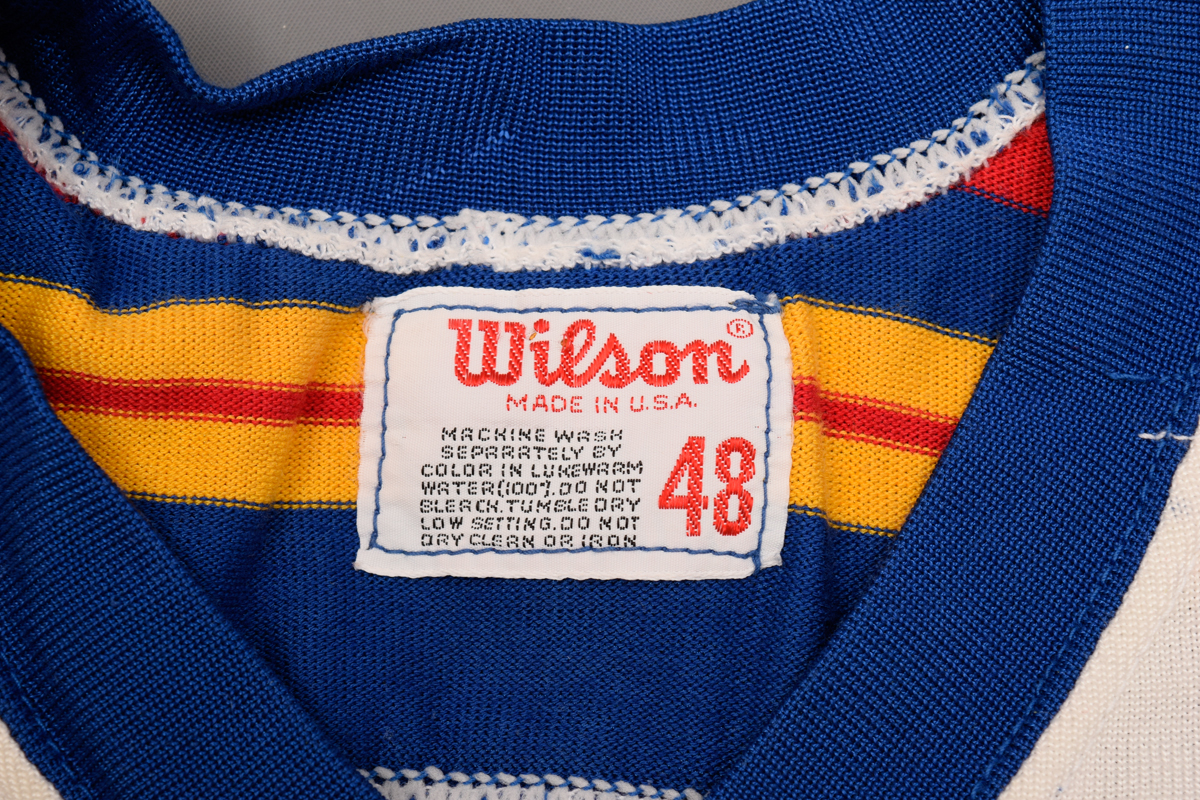 Wilson®
MADE IN U.S.A.
MACHINE WASH
SEPARATELY BY
COLOR IN LUKEWARM
WATER(100°).DO NOT
BLEACH.TUMBLE DRY
LOW SETTING.DO NOT
DRY CLEAN OR IRON
48